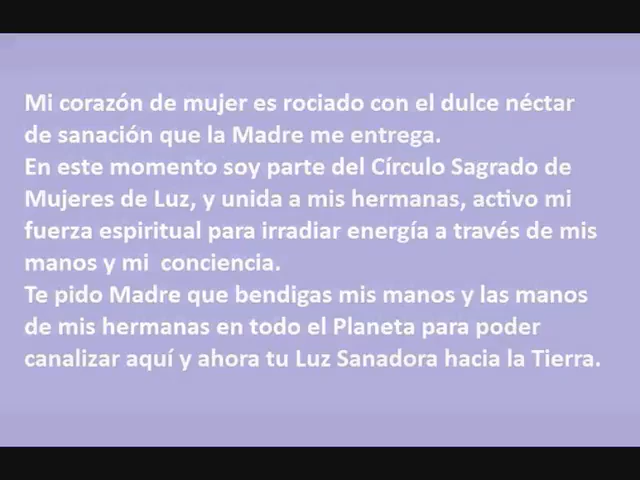 Mi corazón de mujer es rociado con el dulce néctar
de sanación que la Madre me entrega.
En este momento soy parte del Círculo Sagrado de
Mujeres de Luz, y unida a mis hermanas, activo mi
fuerza espiritual para irradiar energía a través de mis
manos y mi  conciencia.
Te pido Madre que bendigas mis manos y las manos
de mis hermanas en todo el Planeta para poder
canalizar aquí y ahora tu Luz Sanadora hacia la Tierra.